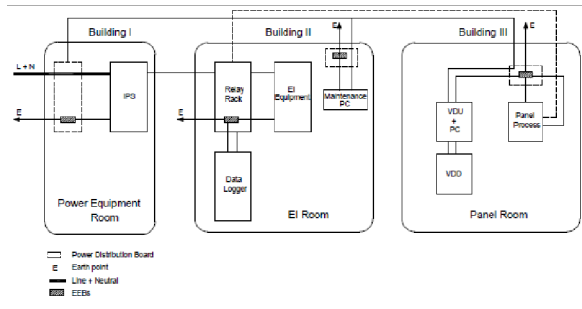 Building I
Building II
Building III
L + N
E
IPS
Power Equipment
Room
E
Relay
Rack
EI
Equipment
E
Maintenance
PC
Data
Logger
EI Room
E
VDU
+
PC
Panel
Process
VDD
Panel Room
Power Distribution Board
E Earth point
Line + Neutral
EEBs